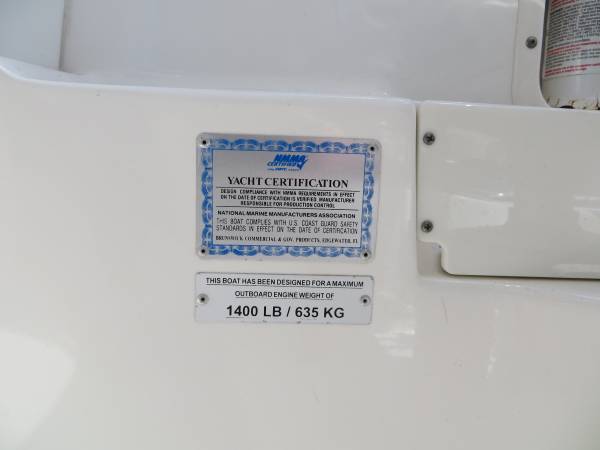 NMMA
CERTIFIED
YACHT CERTIFICATION
DESIGN COMPLIANCE WITH NMMA REQUIREMENTS IN EFFECT
ON THE DATE OF CERTIFICATION IS VERIFIED. MANUFACTURER
RESPONSIBLE FOR PRODUCTION CONTROL
NATIONAL MARINE MANUFACTURERS ASSOCIATION
THIS BOAT COMPLIES WITH U.S. COAST GUARD SAFETY
STANDARDS IN EFFECT ON THE DATE OF CERTIFICATION
BRUNSWICK COMMERCIAL & GOV. PRODUCTS, EDGEWATER, FL
THIS BOAT HAS BEEN DESIGNED FOR A MAXIMUM
OUTBOARD ENGINE WEIGHT OF
1400 LB / 635 KG